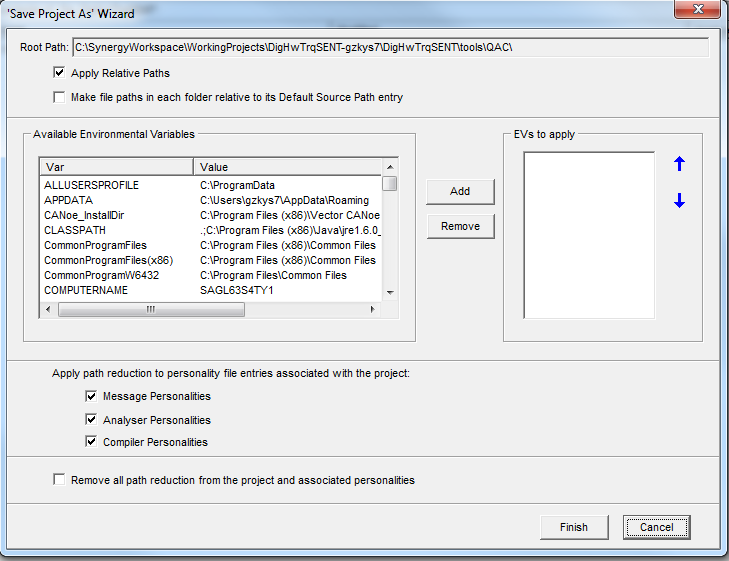 'Save Project As' Wizard
Root Path: C:\SynergyWorkspace\WorkingProjects\DigHwTrqSENT-gzkys7\DigHwTrqSENT\tools\QAC\
Apply Relative Paths
Make file paths in each folder relative to its Default Source Path entry
Available Environmental Variables
EVs to apply
Var Value
ALLUSERSPROFILE C:\ProgramData
APPDATA C:\Users\gzkys7\AppData\Roaming
CANoe_InstallDir C:\Program Files (x86)\Vector CANoe
CLASSPATH .;C:\Program Files (x86)\Java\jre1.6.0_
CommonProgramFiles C:\Program Files (x86)\Common Files
CommonProgramFiles(x86) C:\Program Files (x86)\Common Files
CommonProgramW6432 C:\Program Files\Common Files
COMPUTERNAME SAGL63S4TY1
Add
Remove
Apply path reduction to personality file entries associated with the project:
Message Personalities
Analyser Personalities
Compiler Personalities
Remove all path reduction from the project and associated personalities
Finish Cancel